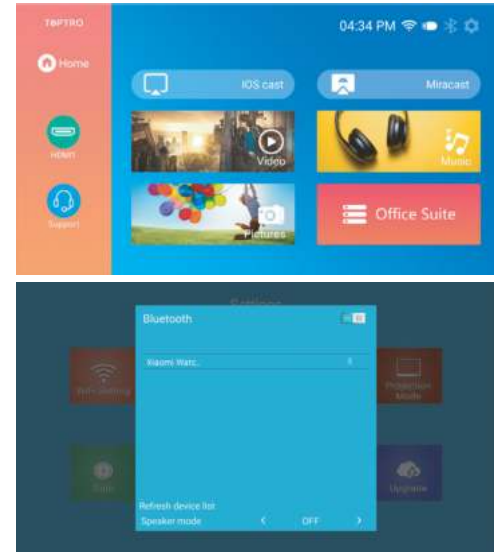 TOPTRO
04:34 PM
Home
IOS cast
Miracast
HDMI1
Video
Music
Support
Pictures
Office Suite
Settings
Bluetooth
Xiaomi Watc..
WiFi Setting
Projection
Mode
Upgrade
Refresh device list
Speaker mode < OFF >